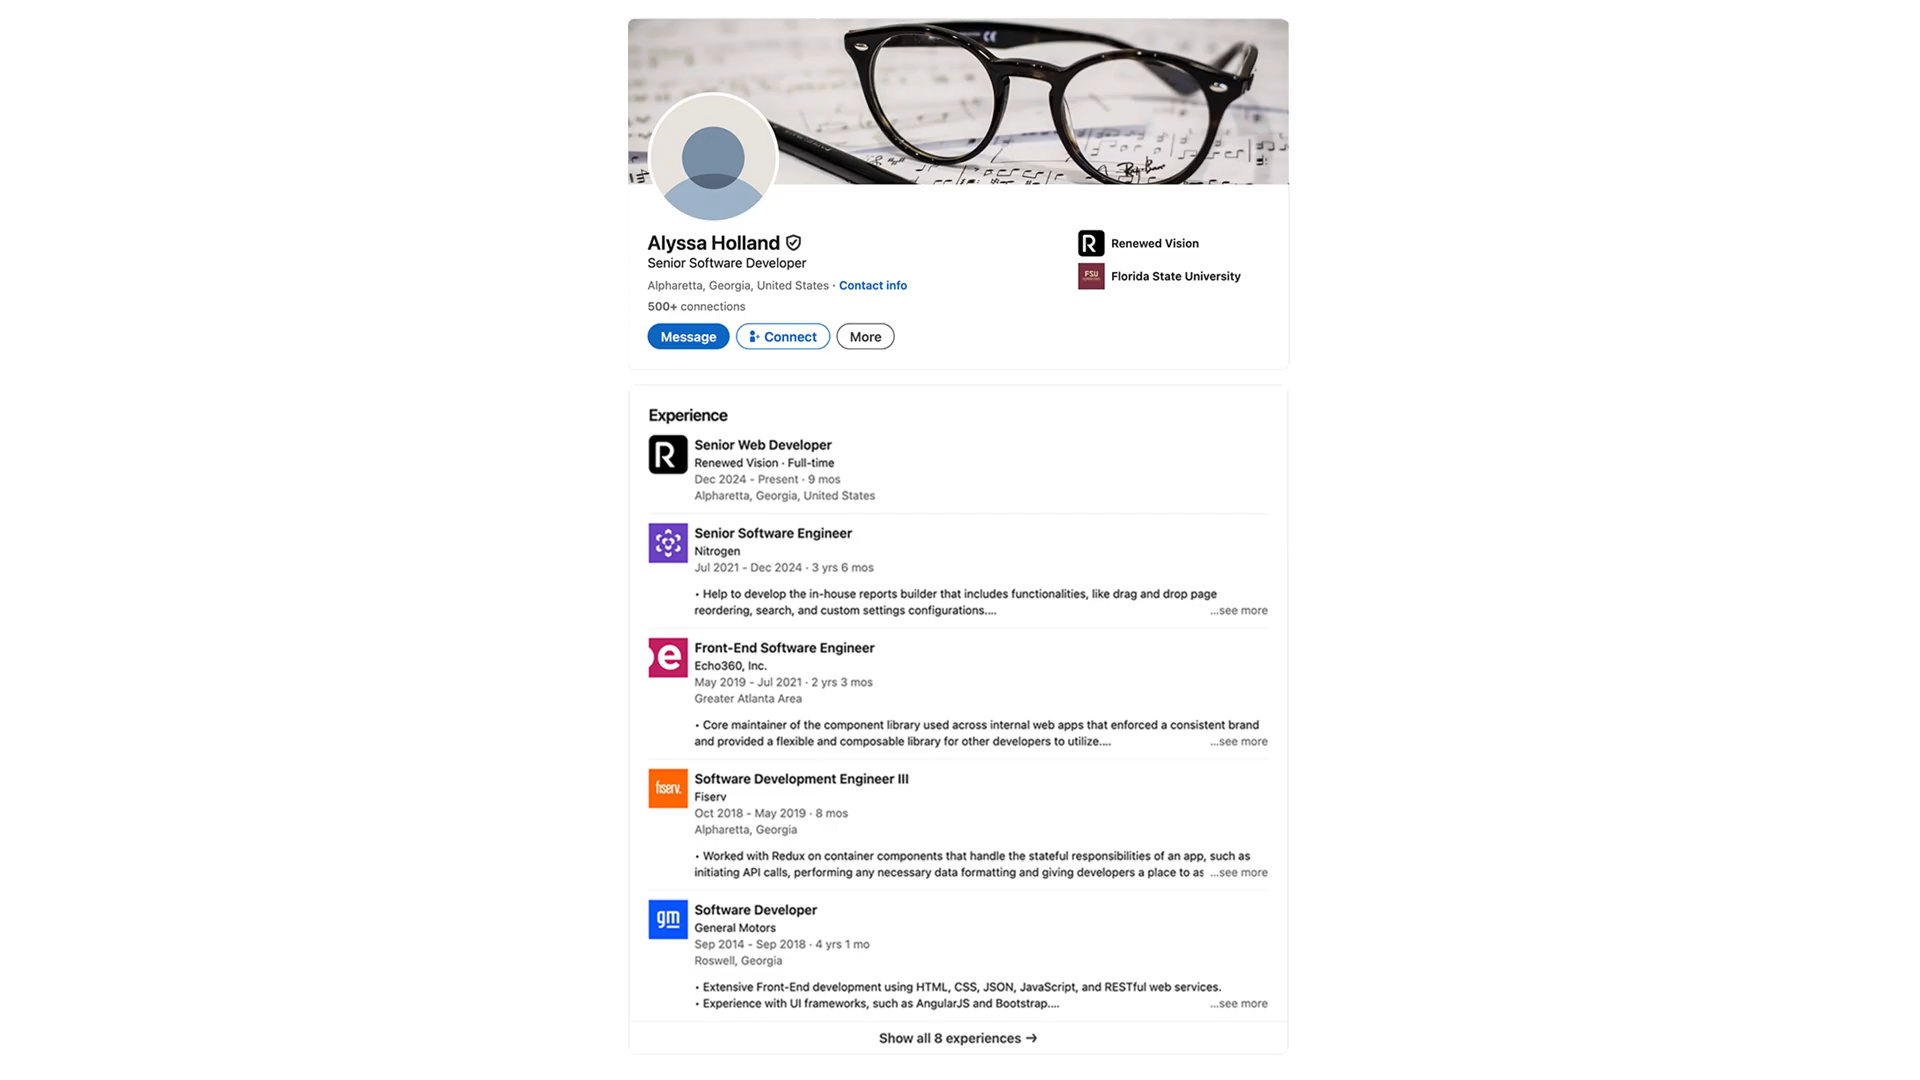 CE
Ray-Ban
Alyssa Holland
Senior Software Developer
Alpharetta, Georgia, United States · Contact info
500+ connections
Message
Connect
More
R Renewed Vision
FSU Florida State University
Experience
R
Senior Web Developer
Renewed Vision · Full-time
Dec 2024 - Present · 9 mos
Alpharetta, Georgia, United States
Senior Software Engineer
Nitrogen
Jul 2021 - Dec 2024 · 3 yrs 6 mos
• Help to develop the in-house reports builder that includes functionalities, like drag and drop page
reordering, search, and custom settings configurations.... ...see more
e
Front-End Software Engineer
Echo360, Inc.
May 2019 - Jul 2021 · 2 yrs 3 mos
Greater Atlanta Area
• Core maintainer of the component library used across internal web apps that enforced a consistent brand
and provided a flexible and composable library for other developers to utilize.... ...see more
fiserv.
Software Development Engineer III
Fiserv
Oct 2018 - May 2019 · 8 mos
Alpharetta, Georgia
• Worked with Redux on container components that handle the stateful responsibilities of an app, such as
initiating API calls, performing any necessary data formatting and giving developers a place to as ...see more
gm
Software Developer
General Motors
Sep 2014 - Sep 2018 · 4 yrs 1 mo
Roswell, Georgia
• Extensive Front-End development using HTML, CSS, JSON, JavaScript, and RESTful web services.
• Experience with UI frameworks, such as AngularJS and Bootstrap.... ...see more
Show all 8 experiences →